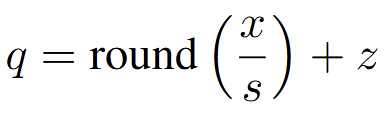 q = round (x/s) + z